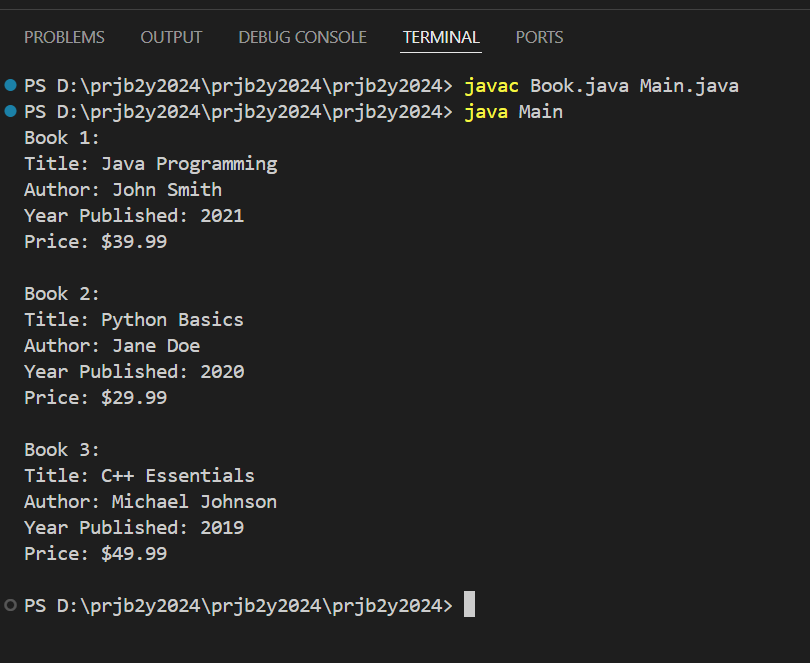 PROBLEMS OUTPUT DEBUG CONSOLE TERMINAL PORTS
PS D:\prjb2y2024\prjb2y2024\prjb2y2024> javac Book.java Main.java
PS D:\prjb2y2024\prjb2y2024\prjb2y2024> java Main
Book 1:
Title: Java Programming
Author: John Smith
Year Published: 2021
Price: $39.99
Book 2:
Title: Python Basics
Author: Jane Doe
Year Published: 2020
Price: $29.99
Book 3:
Title: C++ Essentials
Author: Michael Johnson
Year Published: 2019
Price: $49.99
PS D:\prjb2y2024\prjb2y2024\prjb2y2024>